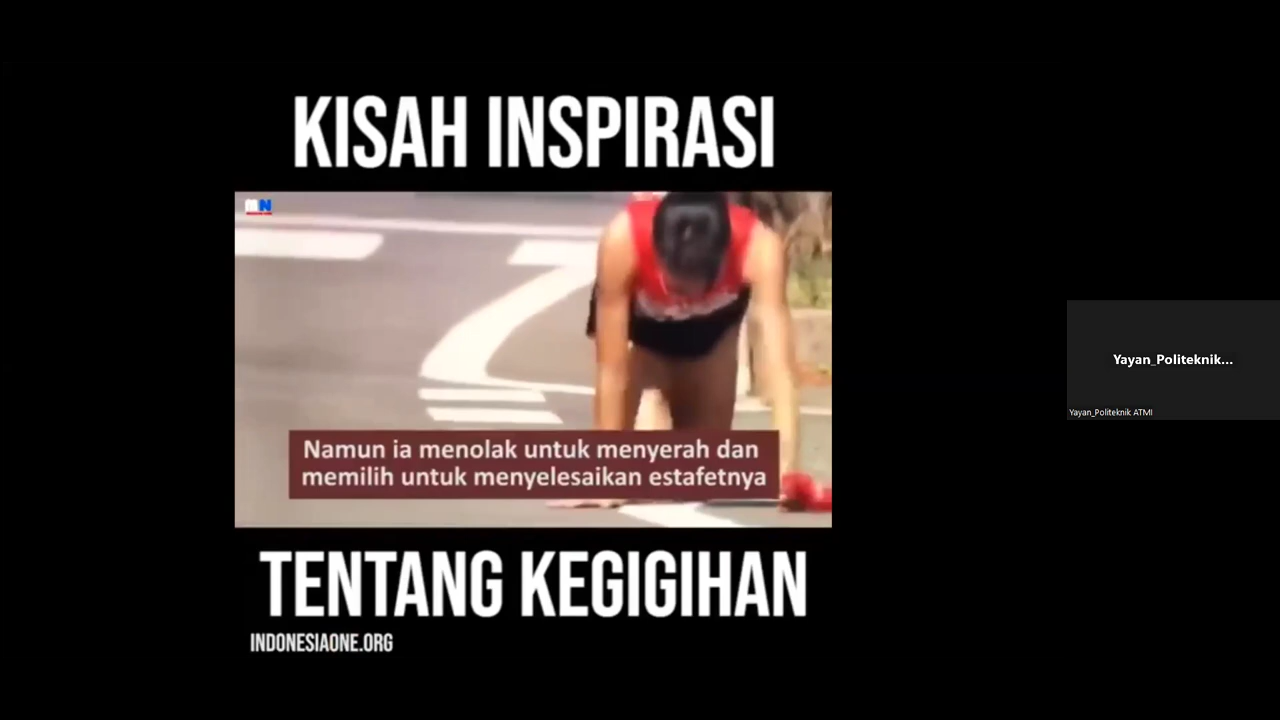 KISAH INSPIRASI
Namun ia menolak untuk menyerah dan
memilih untuk menyelesaikan estafetnya
TENTANG KEGIGIHAN
INDONESIAONE.ORG
Yayan_Politeknik...
Yayan_Politeknik ATMI